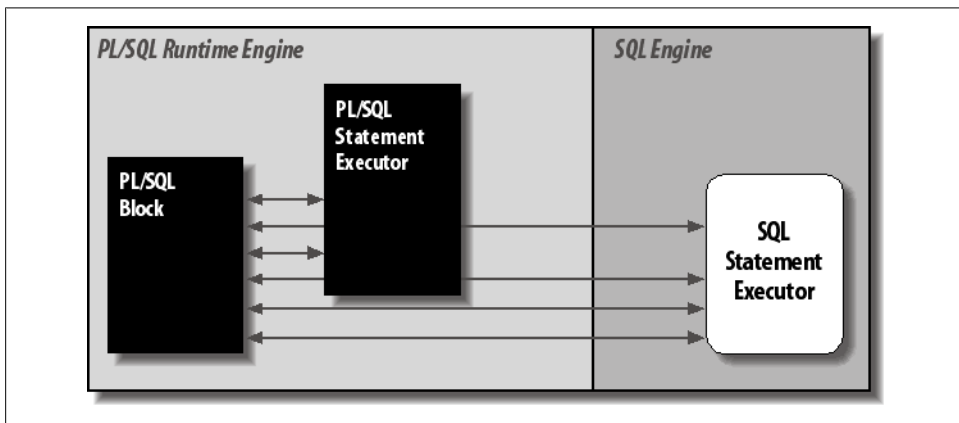 PL/SQL Runtime Engine
SQL Engine
PL/SQL
Statement
Executor
PL/SQL
Block
SQL
Statement
Executor